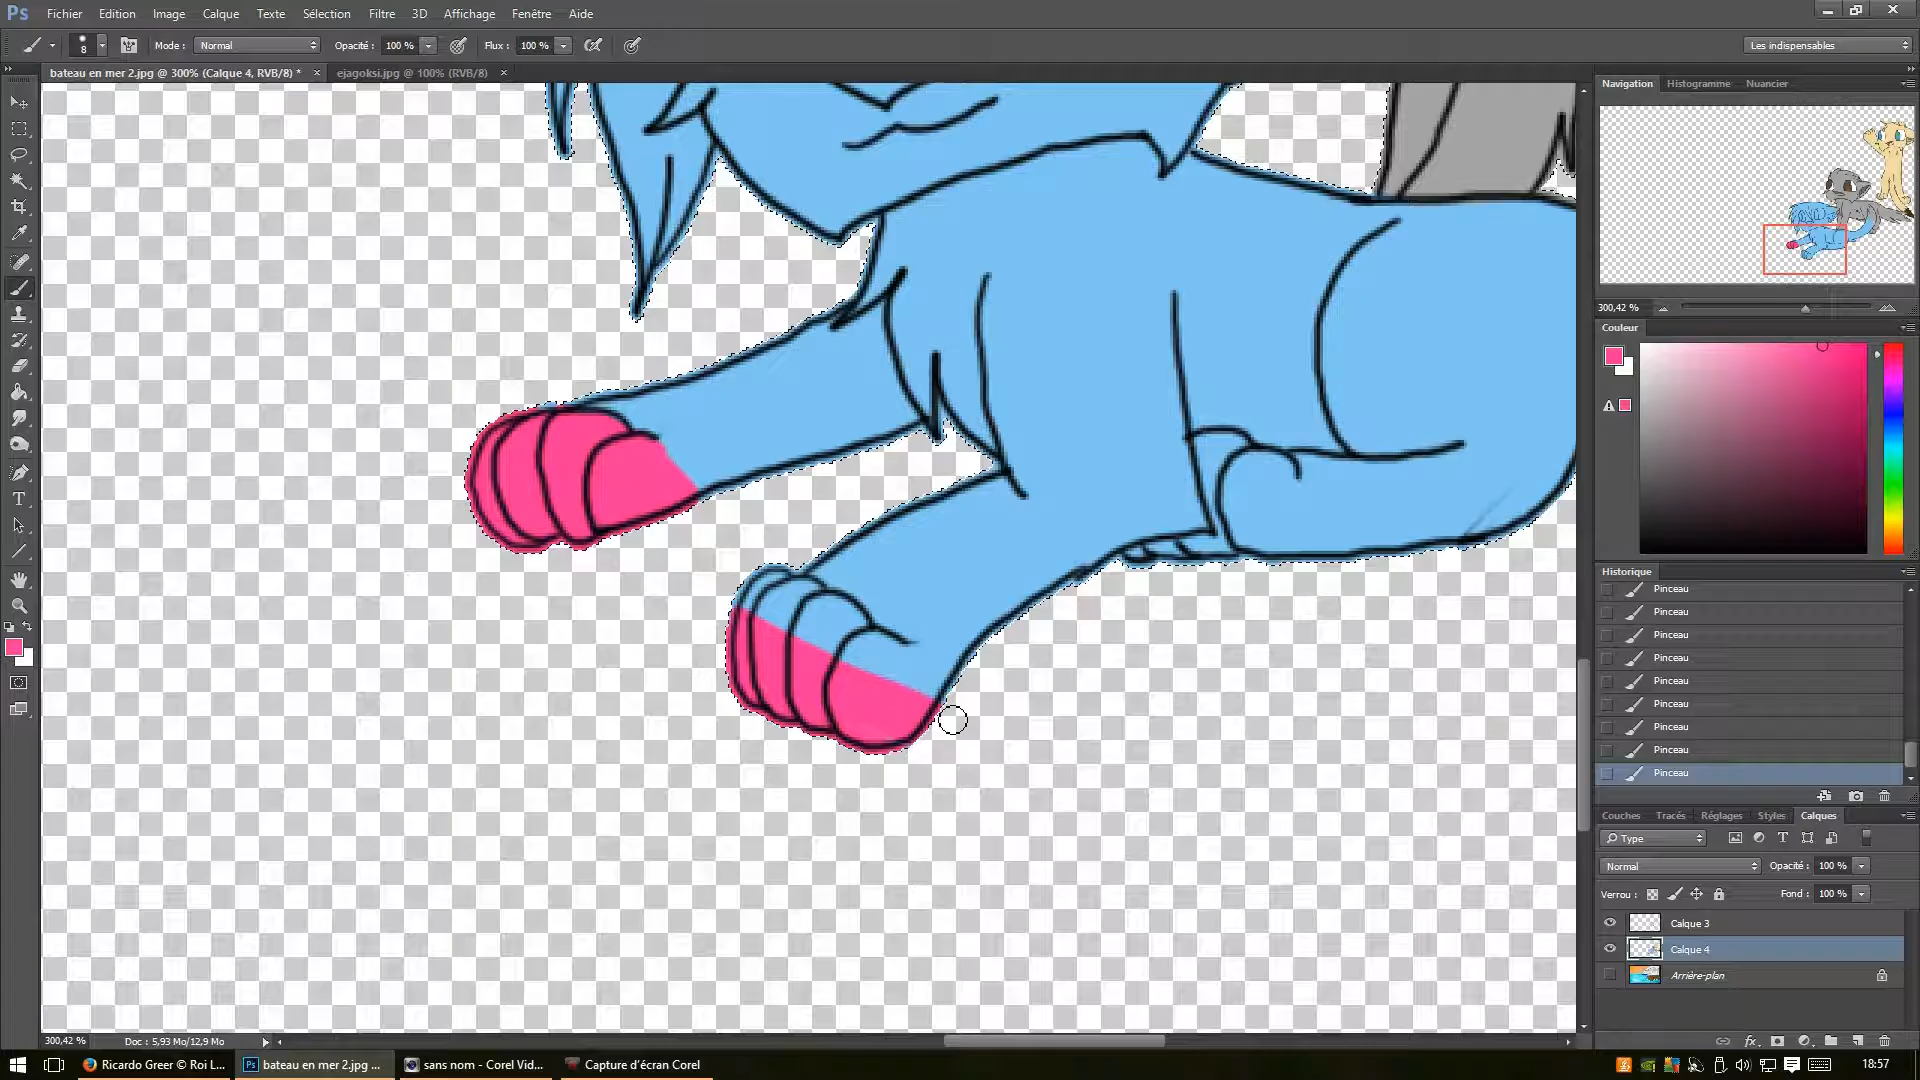 Ps Fichier Edition Image Calque Texte Sélection Filtre 3D Affichage Fenêtre Aide
8 Mode : Normal Opacité : 100 % Flux : 100 % Les indispensables
bateau en mer 2.jpg @ 300% (Calque 4, RVB/8) * × ejagoksi.jpg @ 100% (RVB/8) ×
Navigation Histogramme Nuancier
300,42 %
Couleur
Historique
Pinceau
Pinceau
Pinceau
Pinceau
Pinceau
Pinceau
Pinceau
Pinceau
Pinceau
Couches Tracés Réglages Styles Calques
Type
Normal Opacité : 100 %
Verrou : Fond : 100 %
Calque 3
Calque 4
Arrière-plan
300,42 % Doc : 5,93 Mo/12,9 Mo
Ricardo Greer © Roi L... Ps bateau en mer 2.jpg ... sans nom - Corel Vid... Capture d'écran Corel 18:57